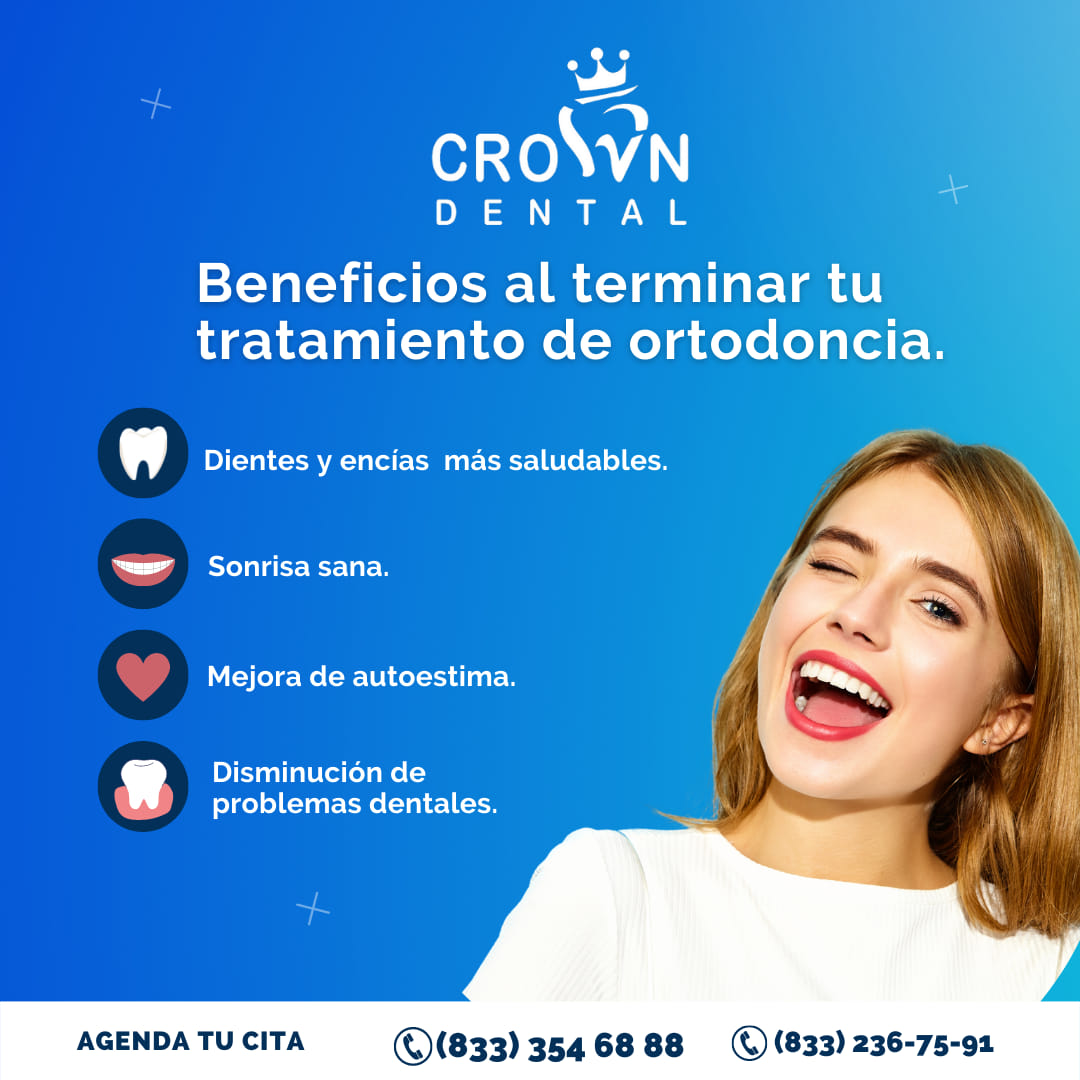 CROWN
DENTAL
Beneficios al terminar tu
tratamiento de ortodoncia.
Dientes y encías  más saludables.
Sonrisa sana.
Mejora de autoestima.
Disminución de
problemas dentales.
AGENDA TU CITA
(833) 354 68 88
(833) 236-75-91